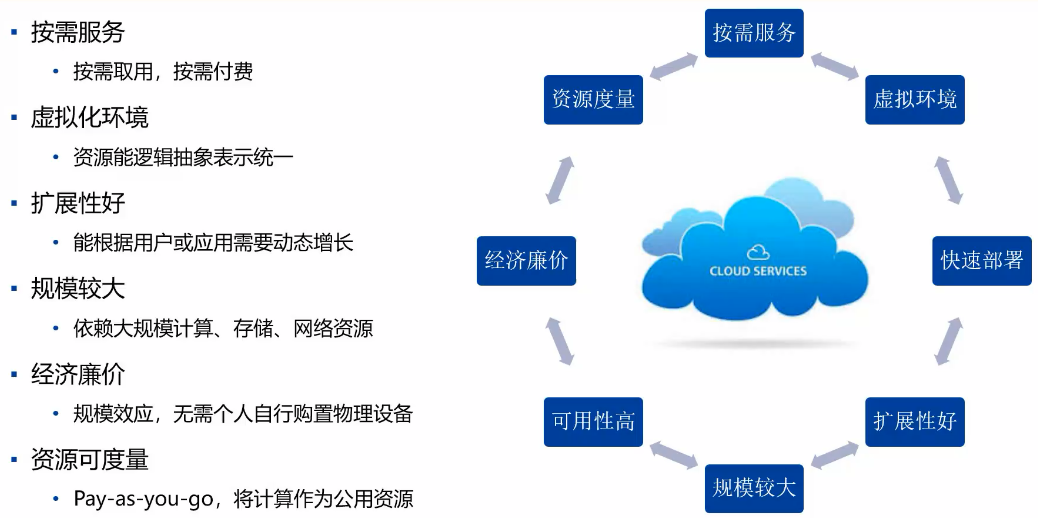 按需服务
按需取用，按需付费
虚拟化环境
资源能逻辑抽象表示统一
扩展性好
能根据用户或应用需要动态增长
规模较大
依赖大规模计算、存储、网络资源
经济廉价
规模效应，无需个人自行购置物理设备
资源可度量
Pay-as-you-go，将计算作为公用资源
按需服务
资源度量
虚拟环境
经济廉价
CLOUD SERVICES
快速部署
可用性高
扩展性好
规模较大